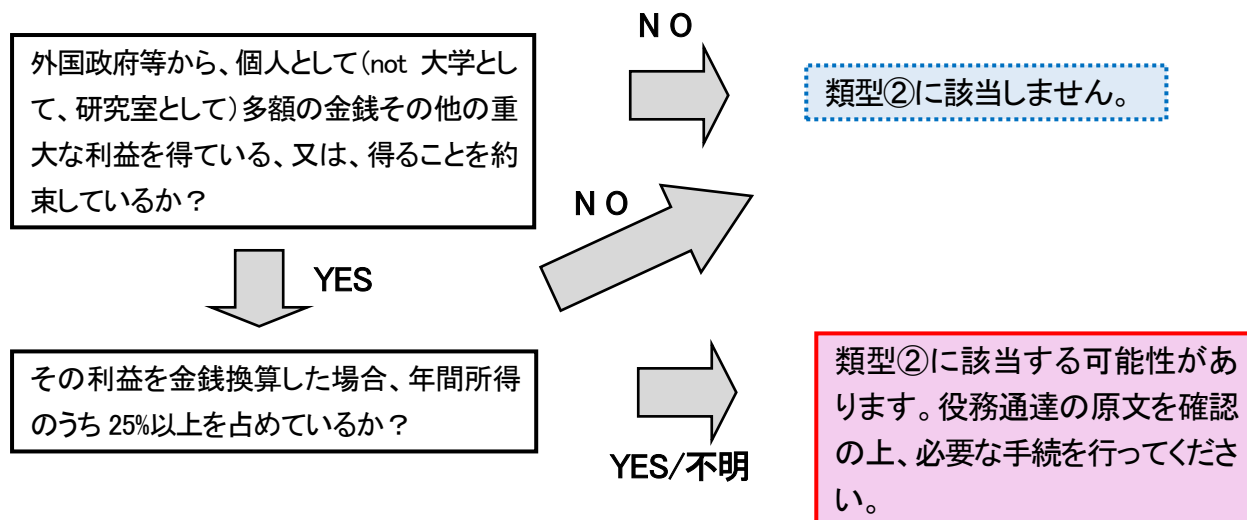 外国政府等から、個人として(not 大学とし
て、研究室として)多額の金銭その他の重
大な利益を得ている、又は、得ることを約
束しているか?
NO
類型②に該当しません。
NO
YES
その利益を金銭換算した場合、年間所得
のうち 25%以上を占めているか?
YES/不明
類型②に該当する可能性があ
ります。役務通達の原文を確認
の上、必要な手続を行ってくださ
い。